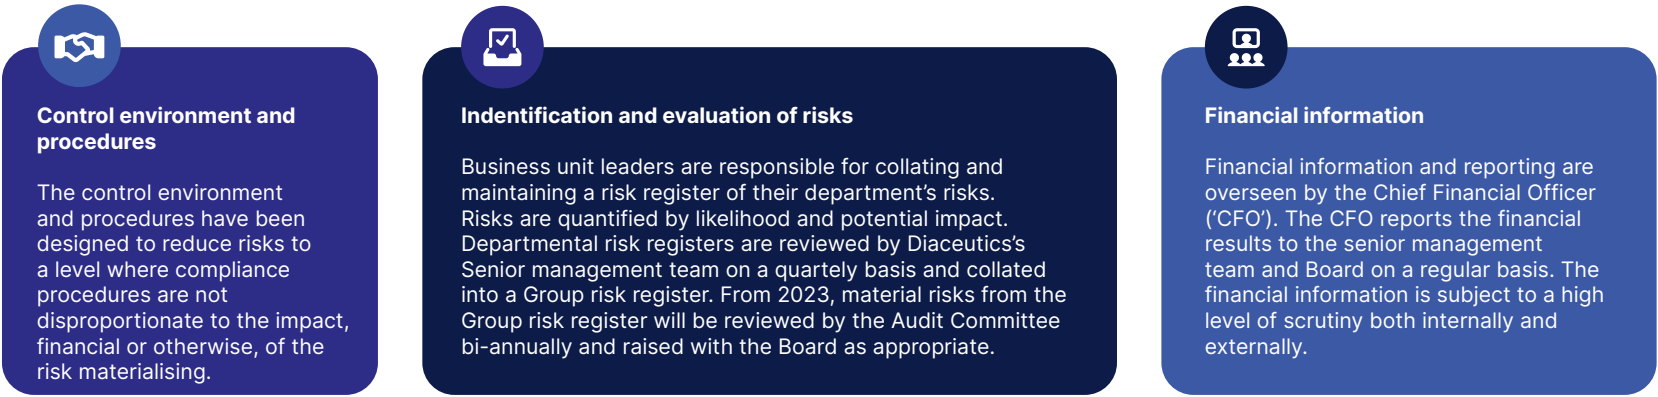 Control environment and
procedures
The control environment
and procedures have been
designed to reduce risks to
a level where compliance
procedures are not
disproportionate to the impact,
financial or otherwise, of the
risk materialising.
Indentification and evaluation of risks
Business unit leaders are responsible for collating and
maintaining a risk register of their department’s risks.
Risks are quantified by likelihood and potential impact.
Departmental risk registers are reviewed by Diaceutics’s
Senior management team on a quartely basis and collated
into a Group risk register. From 2023, material risks from the
Group risk register will be reviewed by the Audit Committee
bi-annually and raised with the Board as appropriate.
Financial information
Financial information and reporting are
overseen by the Chief Financial Officer
(‘CFO’). The CFO reports the financial
results to the senior management
team and Board on a regular basis. The
financial information is subject to a high
level of scrutiny both internally and
externally.